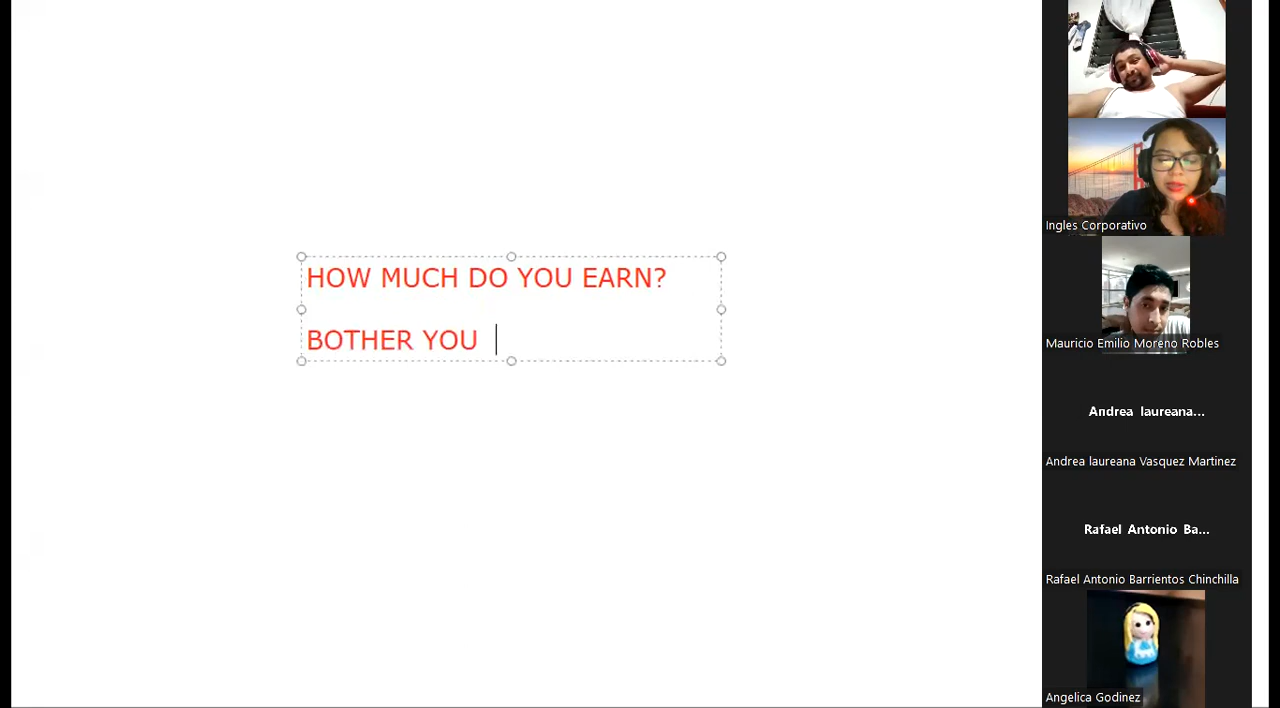 HOW MUCH DO YOU EARN?
BOTHER YOU
Ingles Corporativo
Mauricio Emilio Moreno Robles
Andrea laureana...
Andrea laureana Vasquez Martinez
Rafael Antonio Ba...
Rafael Antonio Barrientos Chinchilla
Angelica Godinez